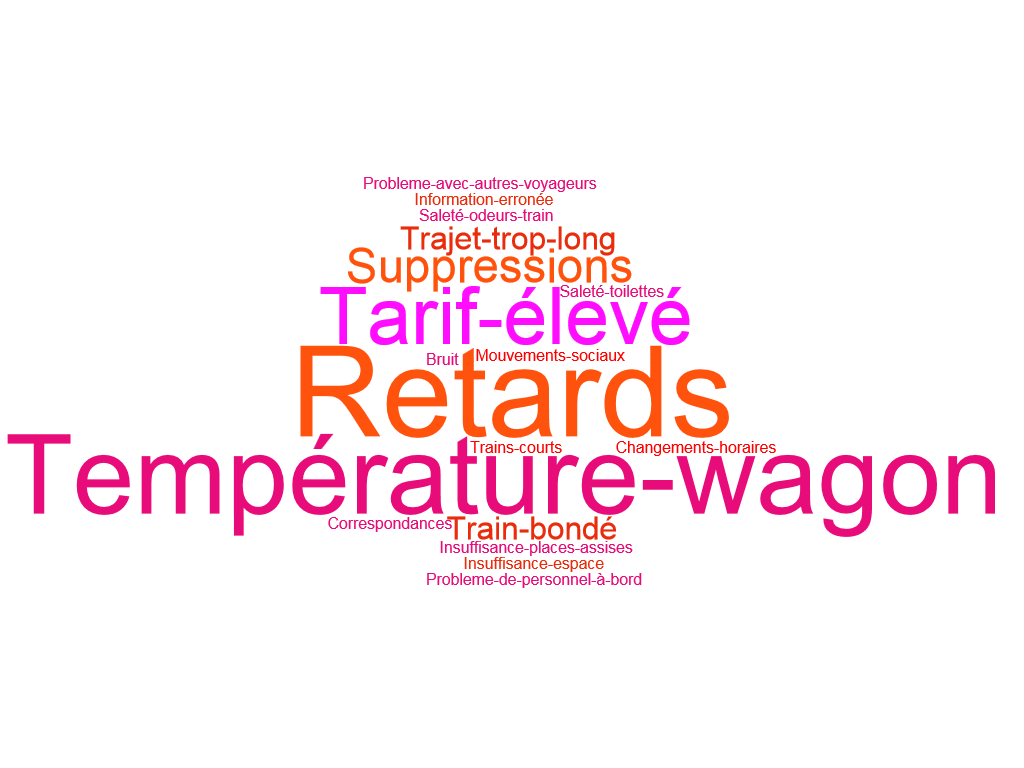 Probleme-avec-autres-voyageurs
Information-erronée
Saleté-odeurs-train
Trajet-trop-long
Suppressions
Saleté-toilettes
Tarif-élevé
Bruit
Mouvements-sociaux
Retards
Trains-courts
Changements-horaires
Température-wagon
Correspondances
Train-bondé
Insuffisance-places-assises
Insuffisance-espace
Probleme-de-personnel-à-bord